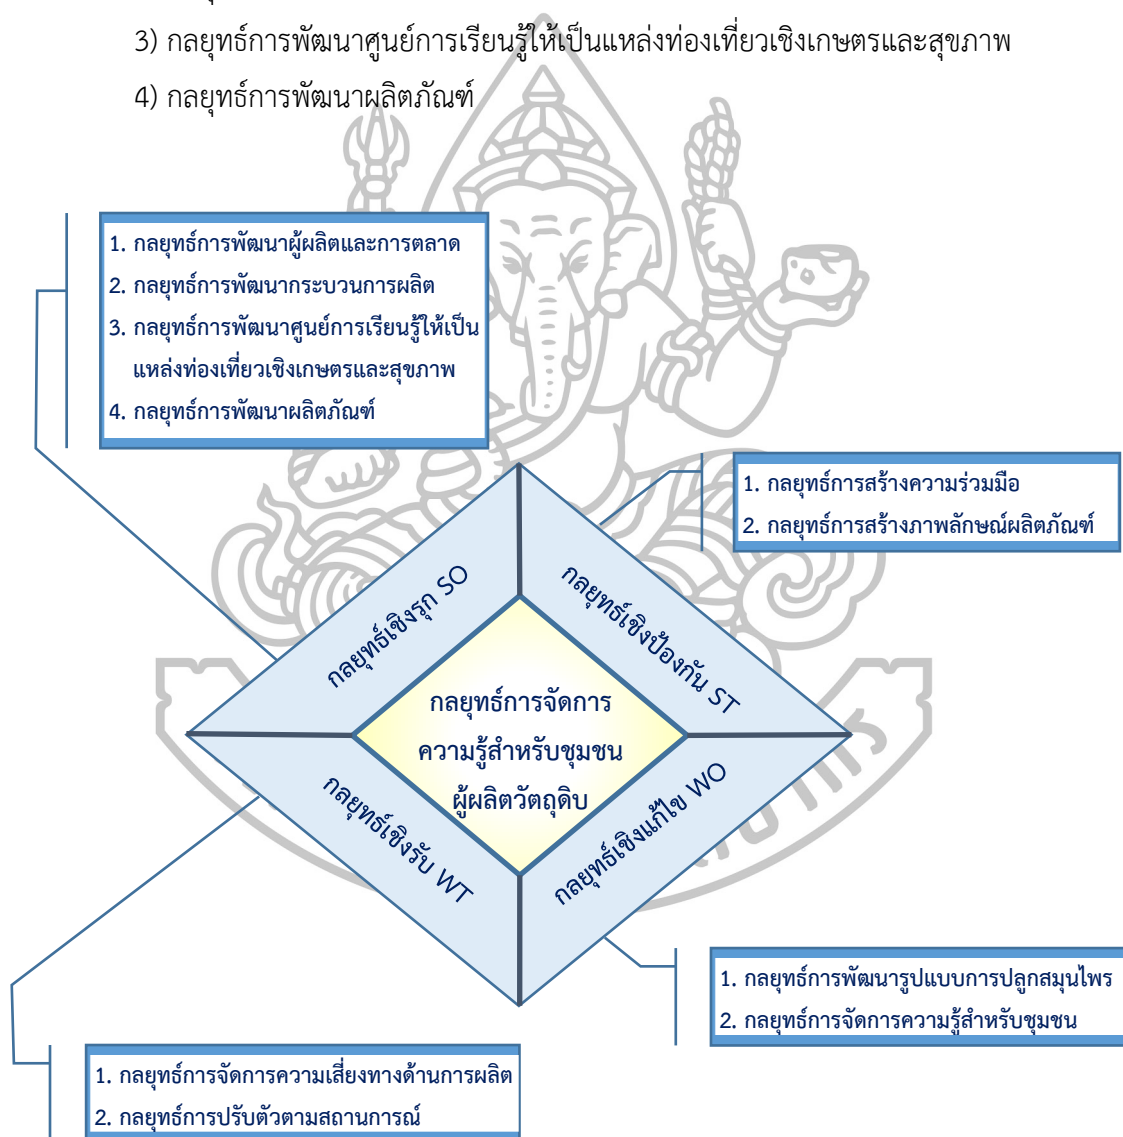 3) กลยุทธ์การพัฒนาศูนย์การเรียนรู้ให้เป็นแหล่งท่องเที่ยวเชิงเกษตรและสุขภาพ
4) กลยุทธ์การพัฒนาผลิตภัณฑ์
1. กลยุทธ์การพัฒนาผู้ผลิตและการตลาด
2. กลยุทธ์การพัฒนากระบวนการผลิต
3. กลยุทธ์การพัฒนาศูนย์การเรียนรู้ให้เป็น
แหล่งท่องเที่ยวเชิงเกษตรและสุขภาพ
4. กลยุทธ์การพัฒนาผลิตภัณฑ์
1. กลยุทธ์การสร้างความร่วมมือ
2. กลยุทธ์การสร้างภาพลักษณ์ผลิตภัณฑ์
กลยุทธ์เชิงรุก SO
กลยุทธ์เชิงป้องกัน ST
กลยุทธ์การจัดการ
ความรู้สำหรับชุมชน
ผู้ผลิตวัตถุดิบ
กลยุทธ์เชิงรับ WT
กลยุทธ์เชิงแก้ไข WO
1. กลยุทธ์การพัฒนารูปแบบการปลูกสมุนไพร
2. กลยุทธ์การจัดการความรู้สำหรับชุมชน
1. กลยุทธ์การจัดการความเสี่ยงทางด้านการผลิต
2. กลยุทธ์การปรับตัวตามสถานการณ์